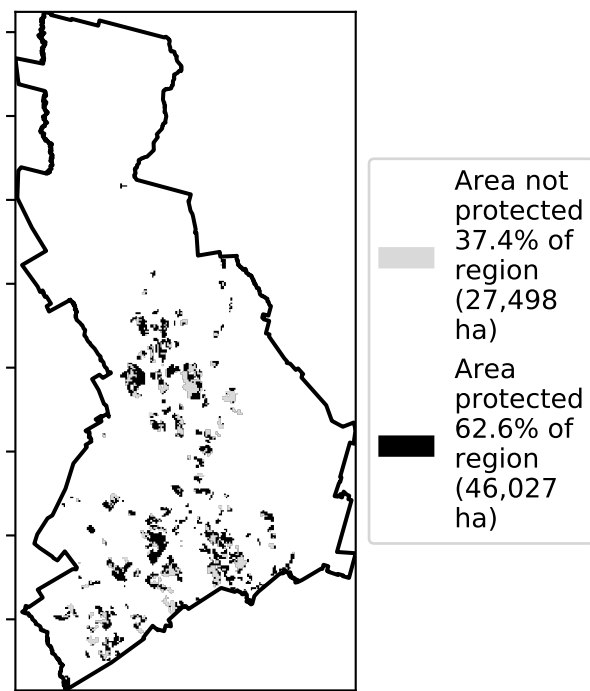 Area not
protected
37.4% of
region
(27,498
ha)
Area
protected
62.6% of
region
(46,027
ha)